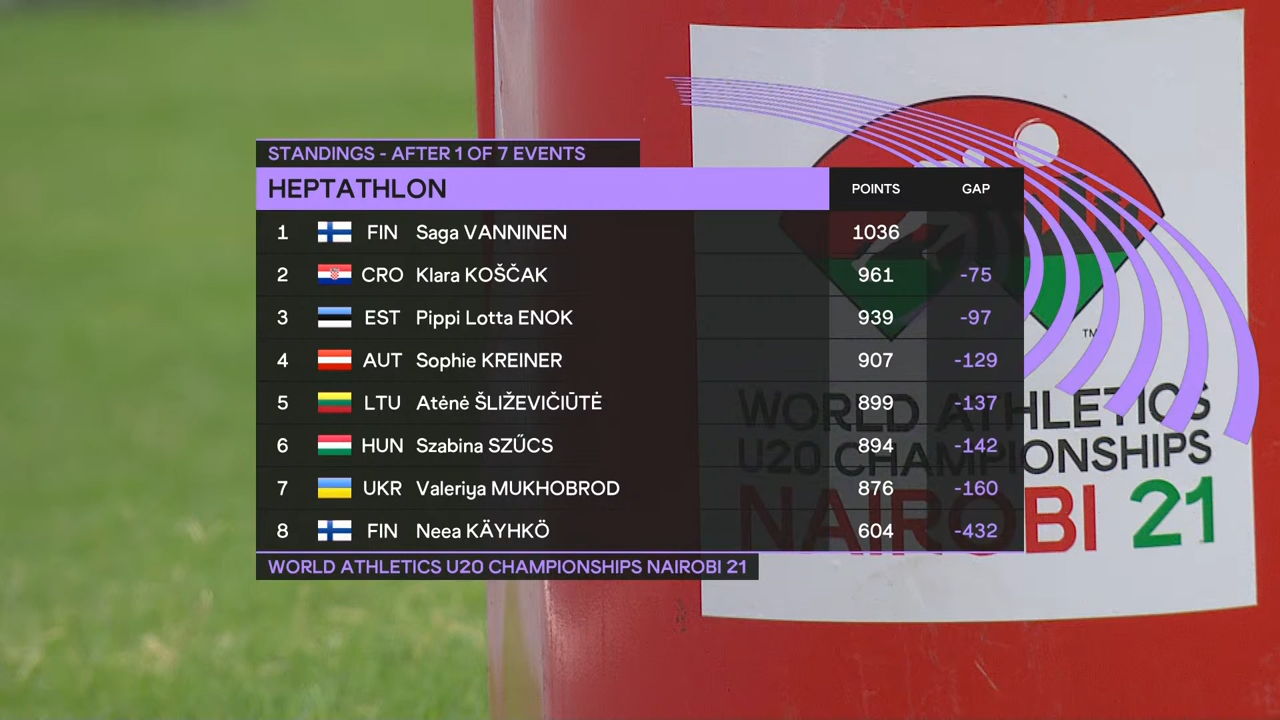 STANDINGS - AFTER 1 OF 7 EVENTS
HEPTATHLON POINTS GAP
1 FIN Saga VANNINEN 1036
2 CRO Klara KOŠČAK 961 -75
3 EST Pippi Lotta ENOK 939 -97
4 AUT Sophie KREINER 907 -129
5 LTU Atėnė ŠLIŽEVIČIŪTĖ 899 -137
6 HUN Szabina SZŰCS 894 -142
7 UKR Valeriya MUKHOBROD 876 -160
8 FIN Neea KÄYHKÖ 604 -432
WORLD ATHLETICS U20 CHAMPIONSHIPS NAIROBI 21
TM
WORLD ATHLETICS
U20 CHAMPIONSHIPS
NAIROBI 21